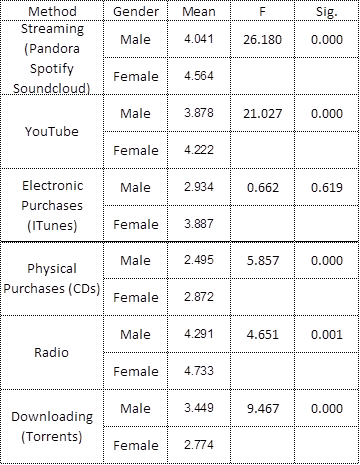 Method Gender Mean F Sig.
Streaming
(Pandora
Spotify
Soundcloud)
Male 4.041 26.180 0.000
Female 4.564
YouTube
Male 3.878 21.027 0.000
Female 4.222
Electronic
Purchases
(ITunes)
Male 2.934 0.662 0.619
Female 3.887
Physical
Purchases (CDs)
Male 2.495 5.857 0.000
Female 2.872
Radio
Male 4.291 4.651 0.001
Female 4.733
Downloading
(Torrents)
Male 3.449 9.467 0.000
Female 2.774